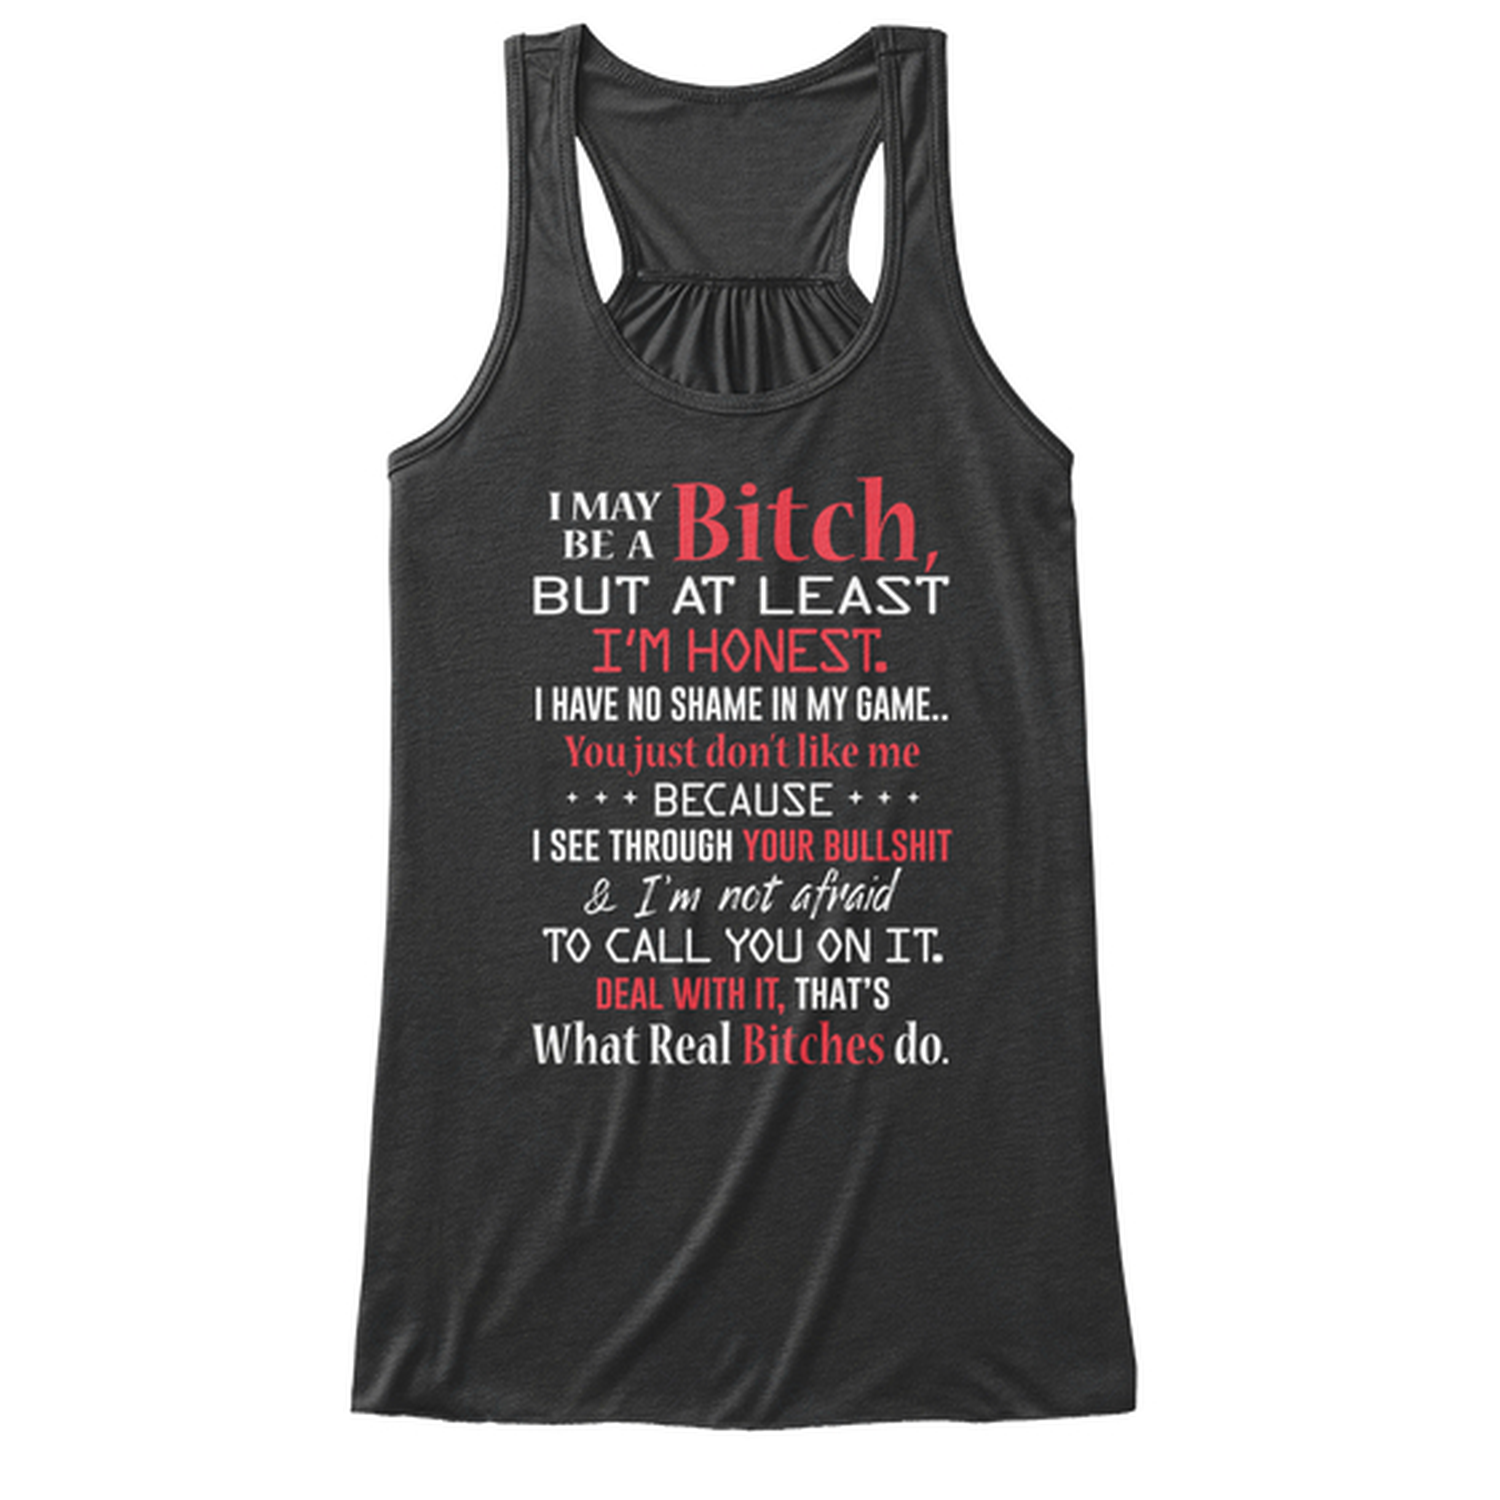 I MAY
BE A Bitch,
BUT AT LEAST
I'M HONEST.
I HAVE NO SHAME IN MY GAME..
You just don't like me
+ + + BECAUSE + + +
I SEE THROUGH YOUR BULLSHIT
& I'm not afraid
TO CALL YOU ON IT.
DEAL WITH IT, THAT'S
What Real Bitches do.